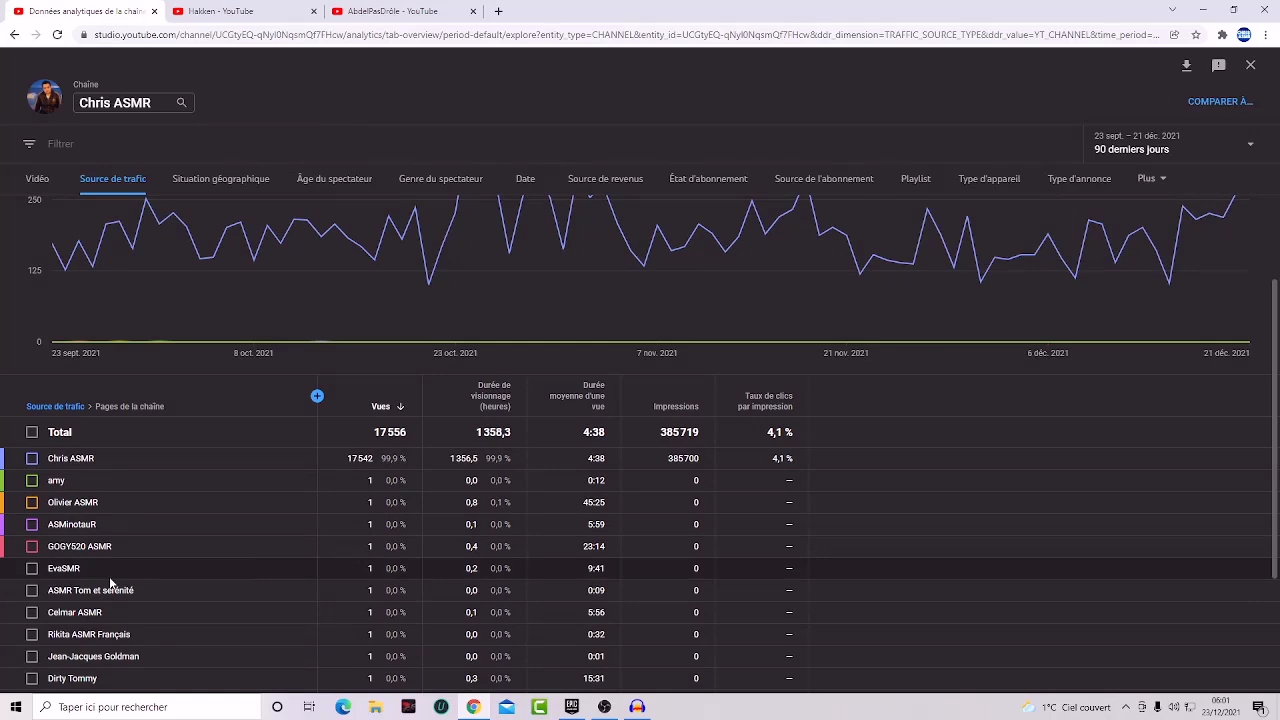 Données analytiques de la chaîn
Hakken - YouTube
AbdelPasDrôle - YouTube
studio.youtube.com/channel/UCGtyEQ-qNyI0NqsmQf7FHcw/analytics/tab-overview/period-default/explore?entity_type=CHANNEL&entity_id=UCGtyEQ-qNyI0NqsmQf7FHcw&ddr_dimension=TRAFFIC_SOURCE_TYPE&ddr_value=YT_CHANNEL&time_period=...
Chaîne
Chris ASMR
COMPARER À...
Filtrer
23 sept. – 21 déc. 2021
90 derniers jours
Vidéo Source de trafic Situation géographique Âge du spectateur Genre du spectateur Date Source de revenus État d'abonnement Source de l'abonnement Playlist Type d'appareil Type d'annonce Plus
250
125
0
23 sept. 2021 8 oct. 2021 23 oct. 2021 7 nov. 2021 21 nov. 2021 6 déc. 2021 21 déc. 2021
Source de trafic > Pages de la chaîne
Vues
Durée de visionnage (heures)
Durée moyenne d'une vue
Impressions
Taux de clics par impression
Total 17 556 1 358,3 4:38 385 719 4,1 %
Chris ASMR 17 542 99,9 % 1 356,5 99,9 % 4:38 385 700 4,1 %
amy 1 0,0 % 0,0 0,0 % 0:12 0 —
Olivier ASMR 1 0,0 % 0,8 0,1 % 45:25 0 —
ASMinotauR 1 0,0 % 0,1 0,0 % 5:59 0 —
GOGY520 ASMR 1 0,0 % 0,4 0,0 % 23:14 0 —
EvaSMR 1 0,0 % 0,2 0,0 % 9:41 0 —
ASMR Tom et sérénité 1 0,0 % 0,0 0,0 % 0:09 0 —
Celmar ASMR 1 0,0 % 0,1 0,0 % 5:56 0 —
Rikita ASMR Français 1 0,0 % 0,0 0,0 % 0:32 0 —
Jean-Jacques Goldman 1 0,0 % 0,0 0,0 % 0:01 0 —
Dirty Tommy 1 0,0 % 0,3 0,0 % 15:31 0 —
Taper ici pour rechercher
1°C Ciel couvert
06:01
23/12/2021